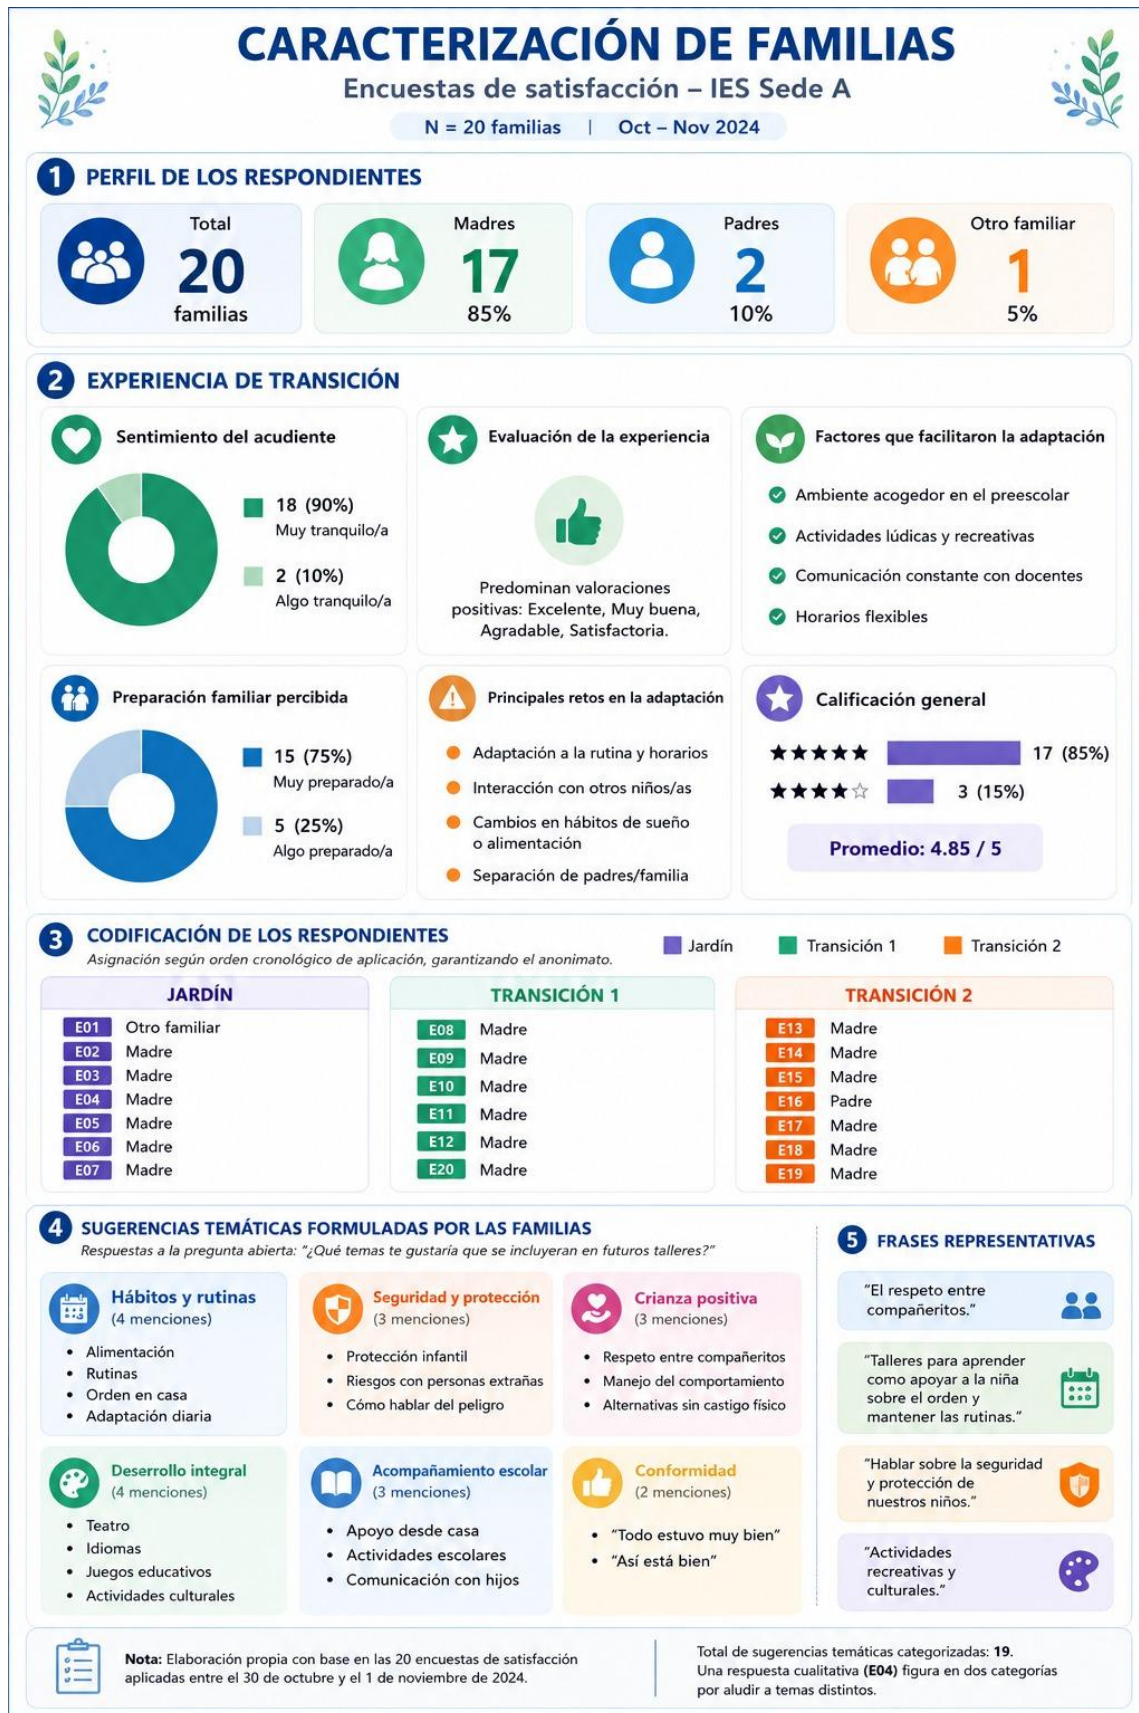 CARACTERIZACIÓN DE FAMILIAS
Encuestas de satisfacción – IES Sede A
N = 20 familias | Oct – Nov 2024
1 PERFIL DE LOS RESPONDIENTES
Total
20
familias
Madres
17
85%
Padres
2
10%
Otro familiar
1
5%
2 EXPERIENCIA DE TRANSICIÓN
Sentimiento del acudiente
18 (90%)
Muy tranquilo/a
2 (10%)
Algo tranquilo/a
Evaluación de la experiencia
Predominan valoraciones
positivas: Excelente, Muy buena,
Agradable, Satisfactoria.
Factores que facilitaron la adaptación
Ambiente acogedor en el preescolar
Actividades lúdicas y recreativas
Comunicación constante con docentes
Horarios flexibles
Preparación familiar percibida
15 (75%)
Muy preparado/a
5 (25%)
Algo preparado/a
Principales retos en la adaptación
Adaptación a la rutina y horarios
Interacción con otros niños/as
Cambios en hábitos de sueño
o alimentación
Separación de padres/familia
Calificación general
★★★★★ 17 (85%)
★★★★☆ 3 (15%)
Promedio: 4.85 / 5
3 CODIFICACIÓN DE LOS RESPONDIENTES
Asignación según orden cronológico de aplicación, garantizando el anonimato.
Jardín
Transición 1
Transición 2
JARDÍN
E01 Otro familiar
E02 Madre
E03 Madre
E04 Madre
E05 Madre
E06 Madre
E07 Madre
TRANSICIÓN 1
E08 Madre
E09 Madre
E10 Madre
E11 Madre
E12 Madre
E20 Madre
TRANSICIÓN 2
E13 Madre
E14 Madre
E15 Madre
E16 Padre
E17 Madre
E18 Madre
E19 Madre
4 SUGERENCIAS TEMÁTICAS FORMULADAS POR LAS FAMILIAS
Respuestas a la pregunta abierta: "¿Qué temas te gustaría que se incluyeran en futuros talleres?"
Hábitos y rutinas
(4 menciones)
• Alimentación
• Rutinas
• Orden en casa
• Adaptación diaria
Seguridad y protección
(3 menciones)
• Protección infantil
• Riesgos con personas extrañas
• Cómo hablar del peligro
Crianza positiva
(3 menciones)
• Respeto entre compañeritos
• Manejo del comportamiento
• Alternativas sin castigo físico
Desarrollo integral
(4 menciones)
• Teatro
• Idiomas
• Juegos educativos
• Actividades culturales
Acompañamiento escolar
(3 menciones)
• Apoyo desde casa
• Actividades escolares
• Comunicación con hijos
Conformidad
(2 menciones)
• "Todo estuvo muy bien"
• "Así está bien"
5 FRASES REPRESENTATIVAS
"El respeto entre
compañeritos."
"Talleres para aprender
como apoyar a la niña
sobre el orden y
mantener las rutinas."
"Hablar sobre la seguridad
y protección de
nuestros niños."
"Actividades
recreativas y
culturales."
Nota: Elaboración propia con base en las 20 encuestas de satisfacción
aplicadas entre el 30 de octubre y el 1 de noviembre de 2024.
Total de sugerencias temáticas categorizadas: 19.
Una respuesta cualitativa (E04) figura en dos categorías
por aludir a temas distintos.